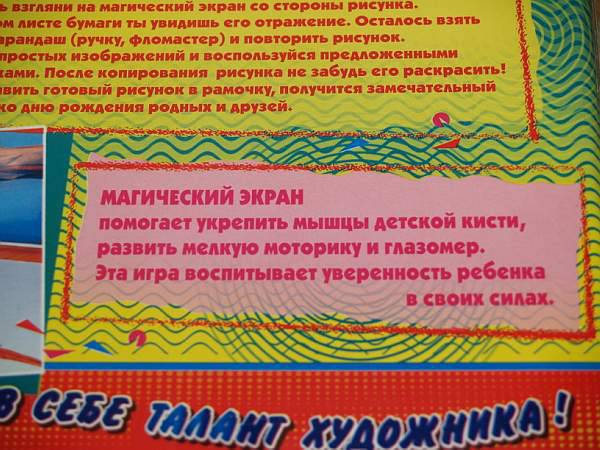 взгляни на магический экран со стороны рисунка.
листе бумаги ты увидишь его отражение. Осталось взять
(ручку, фломастер) и повторить рисунок.
простых изображений и воспользуйся предложенными
После копирования рисунка не забудь его раскрасить!
готовый рисунок в рамочку, получится замечательный
дню рождения родных и друзей.
МАГИЧЕСКИЙ ЭКРАН
помогает укрепить мышцы детской кисти,
развить мелкую моторику и глазомер.
Эта игра воспитывает уверенность ребенка
в своих силах.
В СЕБЕ ТАЛАНТ ХУДОЖНИКА!